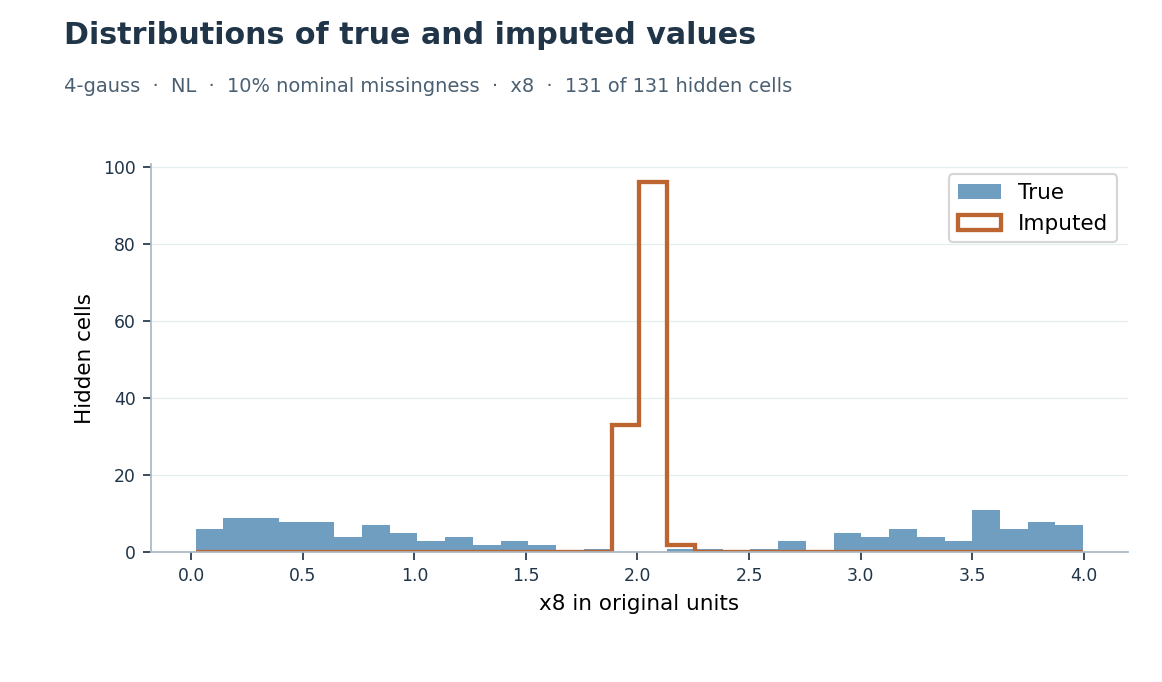 Distributions of true and imputed values
4-gauss · NL · 10% nominal missingness · x8 · 131 of 131 hidden cells
100
80
60
40
20
0
Hidden cells
True
Imputed
0.0 0.5 1.0 1.5 2.0 2.5 3.0 3.5 4.0
x8 in original units